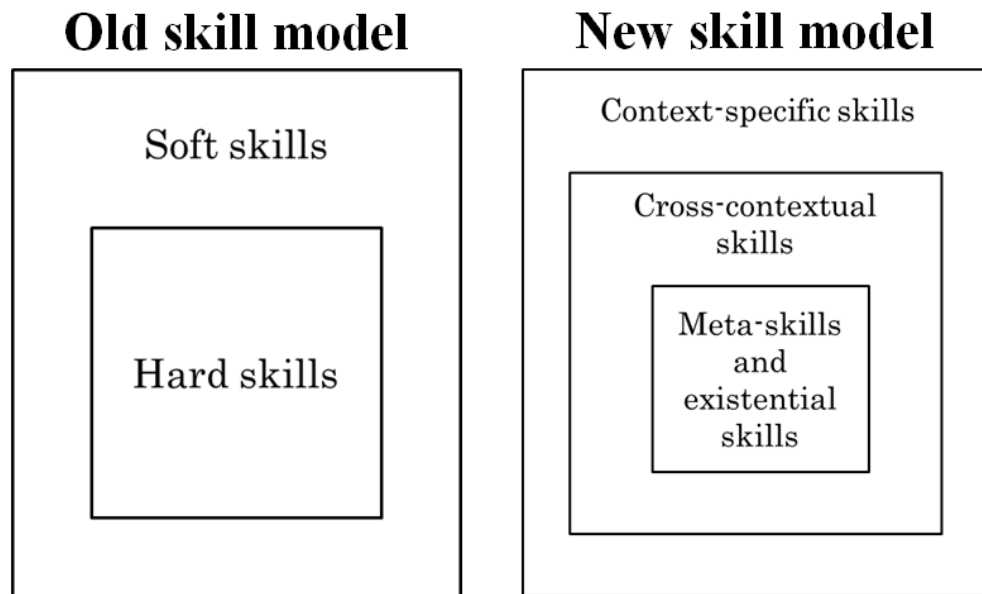 Old skill model
Soft skills
Hard skills
New skill model
Context-specific skills
Cross-contextual
skills
Meta-skills
and
existential
skills